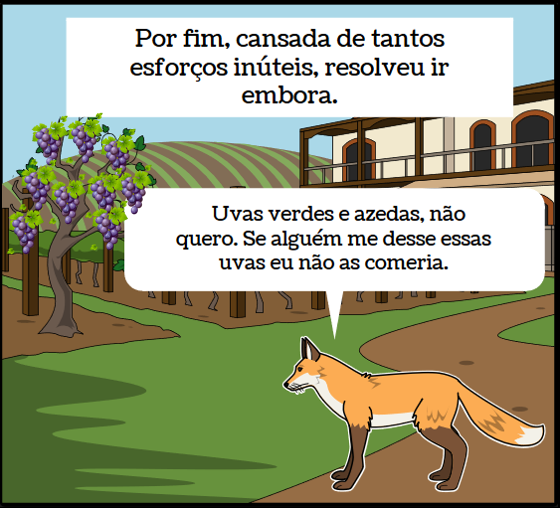 Por fim, cansada de tantos
esforços inúteis, resolveu ir
embora.
Uvas verdes e azedas, não
quero. Se alguém me desse essas
uvas eu não as comeria.